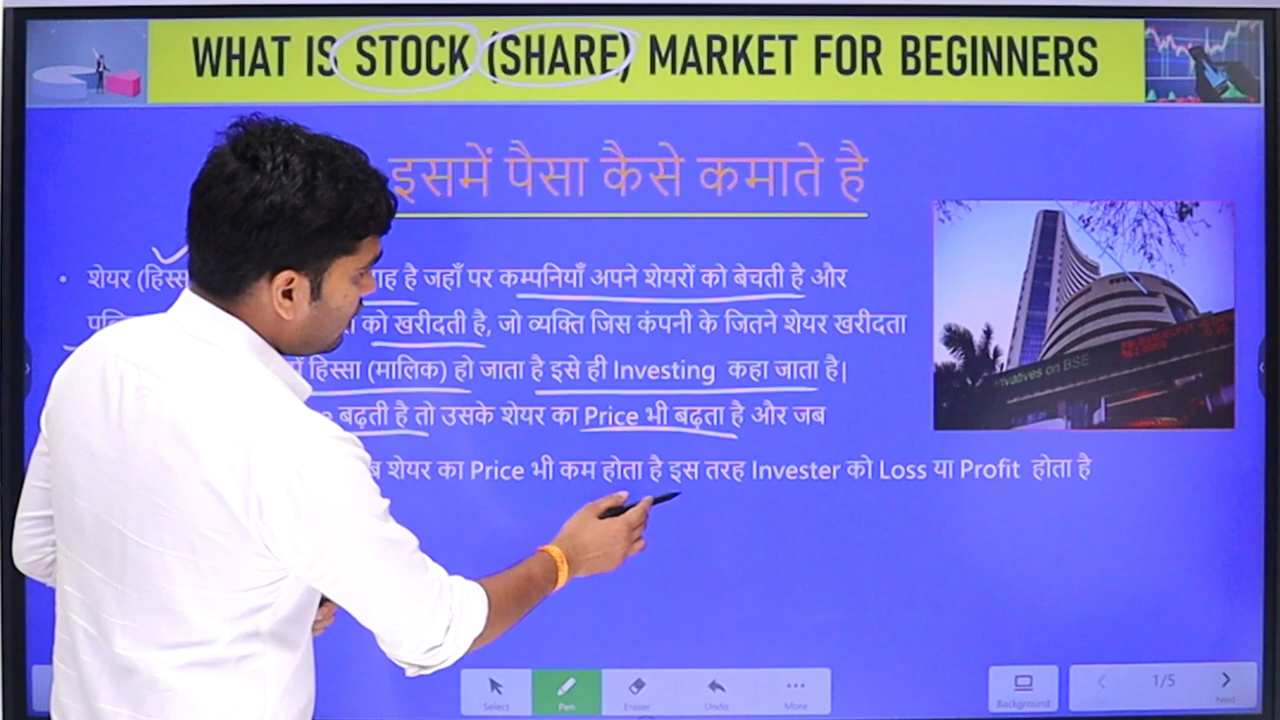 WHAT IS STOCK (SHARE) MARKET FOR BEGINNERS
इसमें पैसा कैसे कमाते है
• शेयर (हिस्स है जहाँ पर कम्पनियाँ अपने शेयरों को बेचती है और
को खरीदती है, जो व्यक्ति जिस कंपनी के जितने शेयर खरीदता
हिस्सा (मालिक) हो जाता है इसे ही Investing कहा जाता है|
बढ़ती है तो उसके शेयर का Price भी बढ़ता है और जब
शेयर का Price भी कम होता है इस तरह Invester को Loss या Profit होता है
vatives on BSE
Select Pen Eraser Undo More
Background
1/5
Next